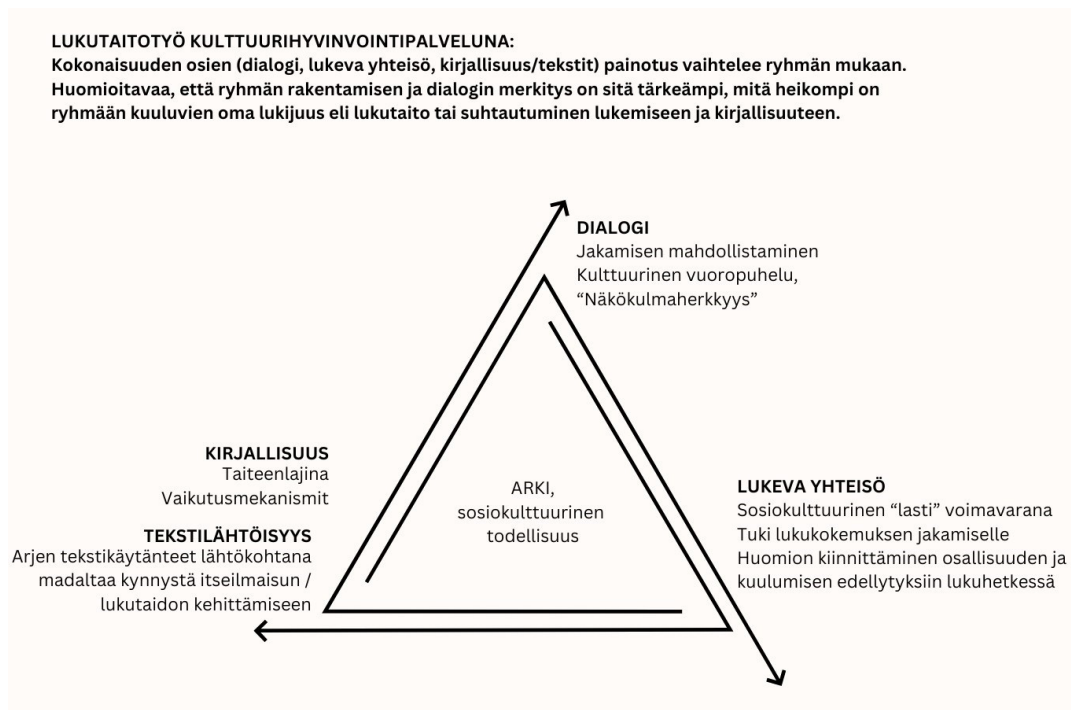 LUKUTAITOTYÖ KULTTUURIHYVINVOINTIPALVELUNA:
Kokonaisuuden osien (dialogi, lukeva yhteisö, kirjallisuus/tekstit) painotus vaihtelee ryhmän mukaan.
Huomioitavaa, että ryhmän rakentamisen ja dialogin merkitys on sitä tärkeämpi, mitä heikompi on
ryhmään kuuluvien oma lukijuus eli lukutaito tai suhtautuminen lukemiseen ja kirjallisuuteen.
DIALOGI
Jakamisen mahdollistaminen
Kulttuurinen vuoropuhelu,
“Näkökulmaherkkyys”
KIRJALLISUUS
Taiteenlajina
Vaikutusmekanismit
TEKSTILÄHTÖISYYS
Arjen tekstikäytänteet lähtökohtana
madaltaa kynnystä itseilmaisun /
lukutaidon kehittämiseen
ARKI,
sosiokulttuurinen
todellisuus
LUKEVA YHTEISÖ
Sosiokulttuurinen “lasti” voimavarana
Tuki lukukokemuksen jakamiselle
Huomion kiinnittäminen osallisuuden ja
kuulumisen edellytyksiin lukuhetkessä